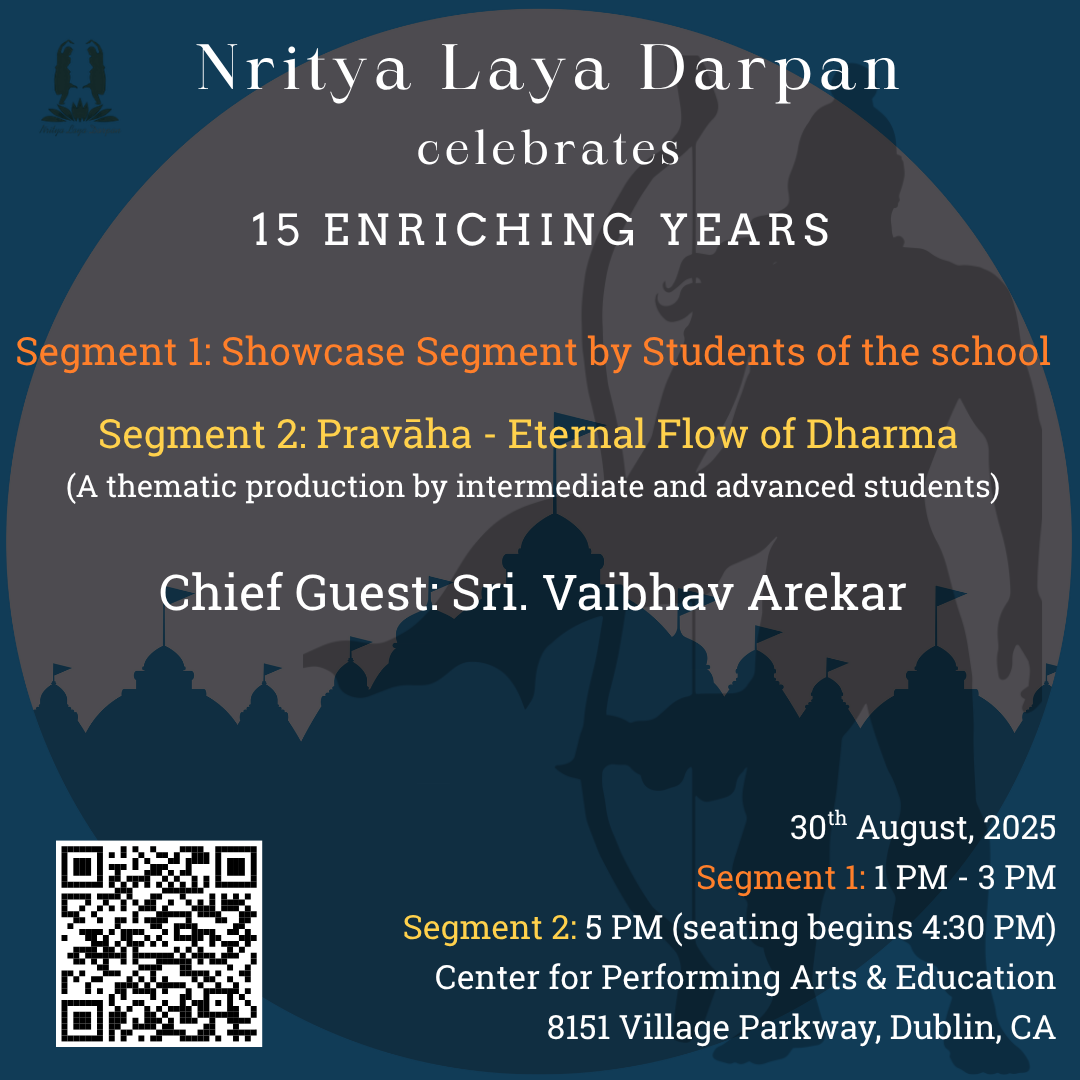 Nritya Laya Darpan
celebrates
15 ENRICHING YEARS
Segment 1: Showcase Segment by Students of the school
Segment 2: Pravāha - Eternal Flow of Dharma
(A thematic production by intermediate and advanced students)
Chief Guest: Sri. Vaibhav Arekar
30th August, 2025
Segment 1: 1 PM - 3 PM
Segment 2: 5 PM (seating begins 4:30 PM)
Center for Performing Arts & Education
8151 Village Parkway, Dublin, CA